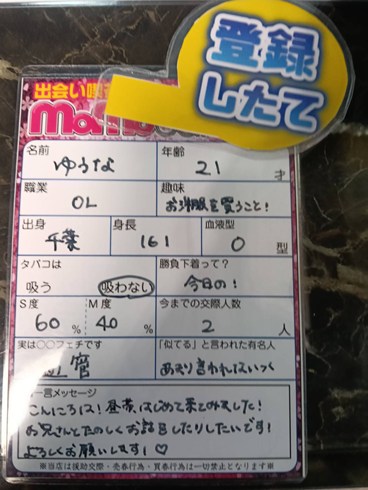 登録
したて
出会い喫
名前 ゆうな 年齢 21 才
職業 OL 趣味 お洋服を買うこと!
出身 千葉 身長 161 血液型 O 型
タバコは 吸う 吸わない 勝負下着って? 今日の!
S度 60% M度 40% 今までの交際人数 2 人
実は○○フェチです 「似てる」と言われた有名人
あまり言われない
一言メッセージ
こんにちは!昼茶、はじめて来てみました!
お兄さんとたのしくお話ししたりしたいです!
よろしくお願いします!♡
※当店は援助交際・売春行為・買春行為は一切禁止となります※